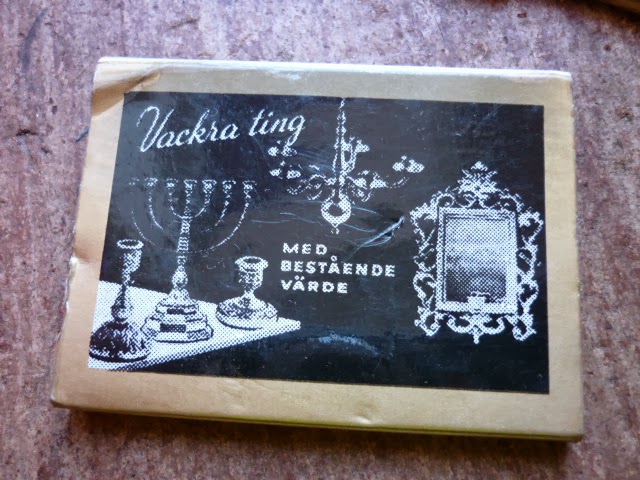 Vackra ting
MED
BESTÅENDE
VÄRDE